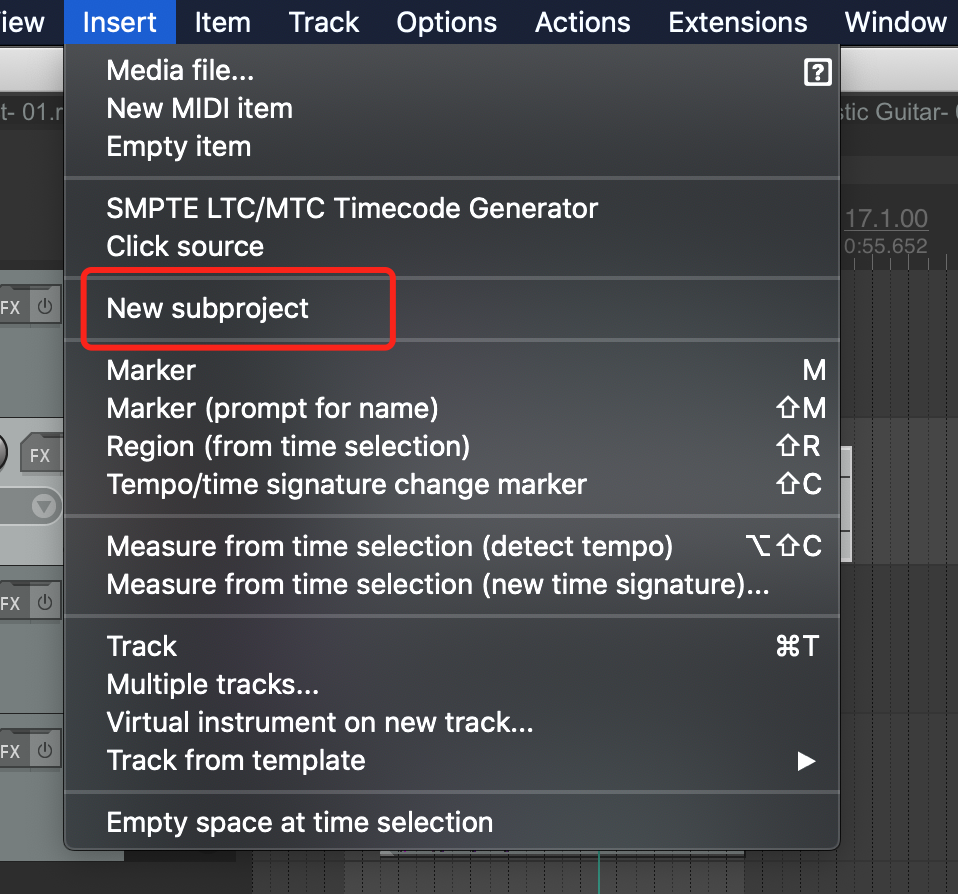 Insert Item Track Options Actions Extensions Window
Media file...
New MIDI item
Empty item
SMPTE LTC/MTC Timecode Generator
Click source
17.1.00
0:55.652
New subproject
FX
Marker M
Marker (prompt for name) ⇧M
Region (from time selection) ⇧R
FX
Tempo/time signature change marker ⇧C
Measure from time selection (detect tempo) ⌥⇧C
Measure from time selection (new time signature)...
FX
Track ⌘T
Multiple tracks...
Virtual instrument on new track...
FX
Track from template
Empty space at time selection